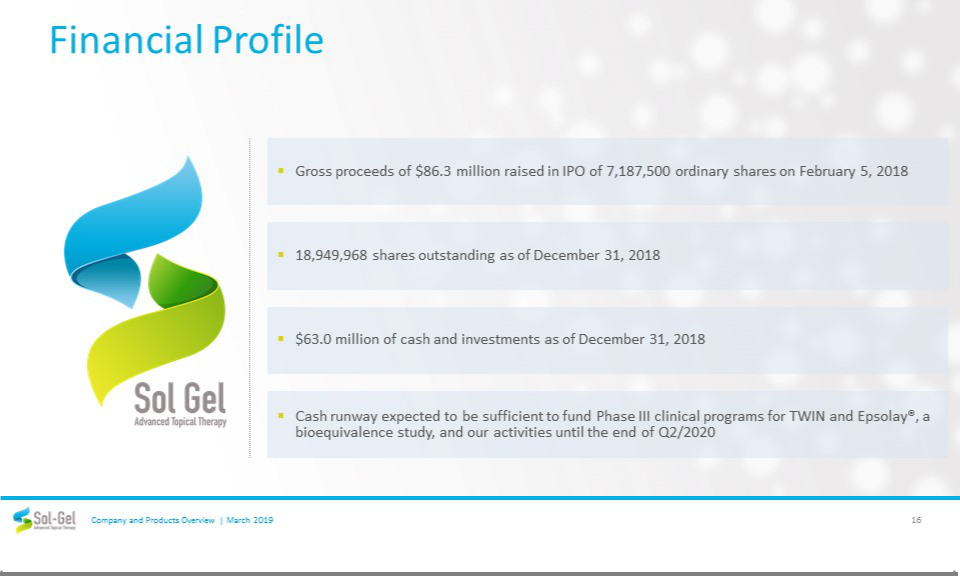 Financial Profile
▪ Gross proceeds of $86.3 million raised in IPO of 7,187,500 ordinary shares on February 5, 2018
▪ 18,949,968 shares outstanding as of December 31, 2018
▪ $63.0 million of cash and investments as of December 31, 2018
▪ Cash runway expected to be sufficient to fund Phase III clinical programs for TWIN and Epsolay®, a
bioequivalence study, and our activities until the end of Q2/2020
Sol Gel
Advanced Topical Therapy
Sol-Gel
Advanced Topical Therapy
Company and Products Overview | March 2019
16